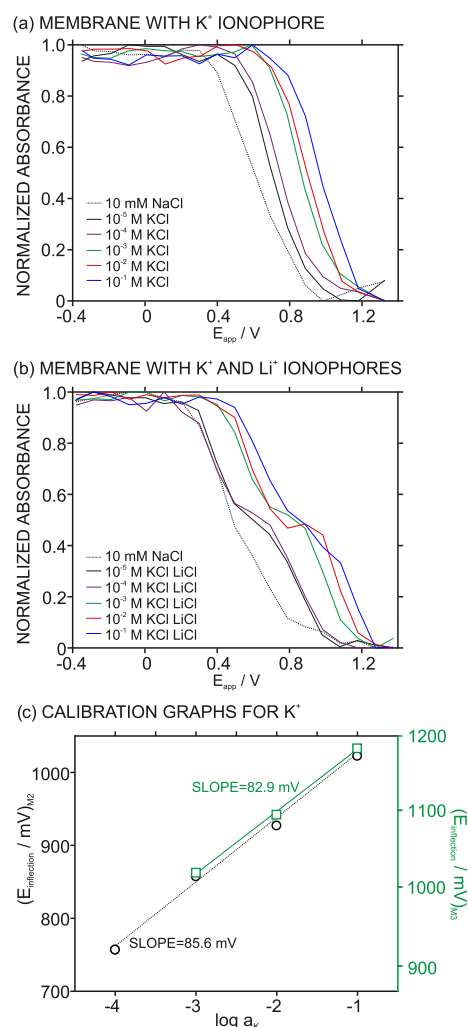 (a) MEMBRANE WITH K⁺ IONOPHORE
NORMALIZED ABSORBANCE
1.0
0.8
0.6
0.4
0.2
0
10 mM NaCl
10⁻⁵ M KCl
10⁻⁴ M KCl
10⁻³ M KCl
10⁻² M KCl
10⁻¹ M KCl
-0.4 0 0.4 0.8 1.2
E_app / V
(b) MEMBRANE WITH K⁺ AND Li⁺ IONOPHORES
NORMALIZED ABSORBANCE
1.0
0.8
0.6
0.4
0.2
0
10 mM NaCl
10⁻⁵ M KCl LiCl
10⁻⁴ M KCl LiCl
10⁻³ M KCl LiCl
10⁻² M KCl LiCl
10⁻¹ M KCl LiCl
-0.4 0 0.4 0.8 1.2
E_app / V
(c) CALIBRATION GRAPHS FOR K⁺
(E_inflection / mV)_M2
1000
900
800
700
SLOPE=82.9 mV
SLOPE=85.6 mV
1200
1100
1000
900
(E_inflection / mV)_M3
-4 -3 -2 -1
log a_K